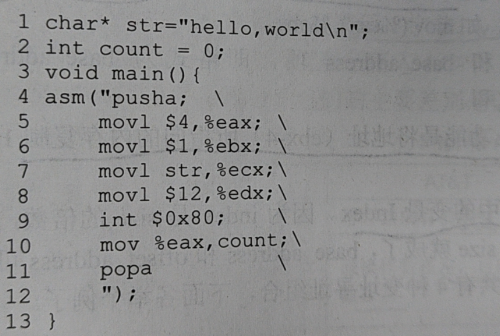 1 char* str="hello,world\n";
2 int count = 0;
3 void main(){
4 asm("pusha; \
5 movl $4,%eax; \
6 movl $1,%ebx; \
7 movl str,%ecx;\
8 movl $12,%edx;\
9 int $0x80; \
10 mov %eax,count;\
11 popa \
12 ");
13 }